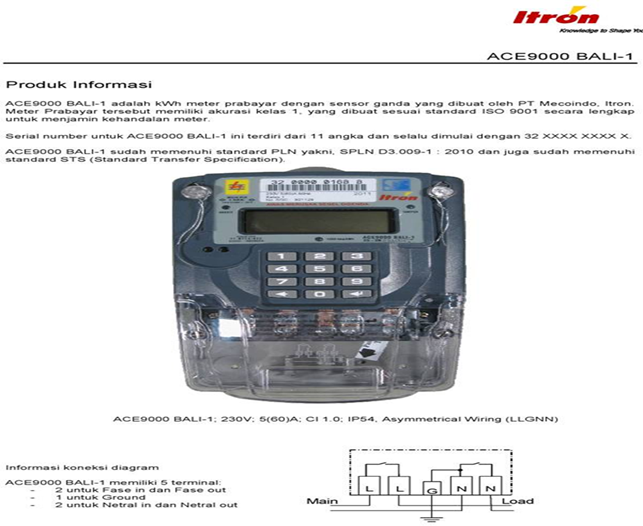 Itron
Knowledge to Shape You
ACE9000 BALI-1
Produk Informasi
ACE9000 BALI-1 adalah kWh meter prabayar dengan sensor ganda yang dibuat oleh PT Mecoindo, Itron.
Meter Prabayar tersebut memiliki akurasi kelas 1, yang dibuat sesuai standard ISO 9001 secara lengkap
untuk menjamin kehandalan meter.
Serial number untuk ACE9000 BALI-1 ini terdiri dari 11 angka dan selalu dimulai dengan 32 XXXX XXXX X.
ACE9000 BALI-1 sudah memenuhi standard PLN yakni, SPLN D3.009-1 : 2010 dan juga sudah memenuhi
standard STS (Standard Transfer Specification).
32 0000 0168 8
2011
Itron
ACE9000 BALI-1
1 2 3
4 5 6
7 8 9
0
ACE9000 BALI-1; 230V; 5(60)A; Cl 1.0; IP54, Asymmetrical Wiring (LLGNN)
Informasi koneksi diagram
ACE9000 BALI-1 memiliki 5 terminal:
- 2 untuk Fase in dan Fase out
- 1 untuk Ground
- 2 untuk Netral in dan Netral out
L L G N N
Main Load